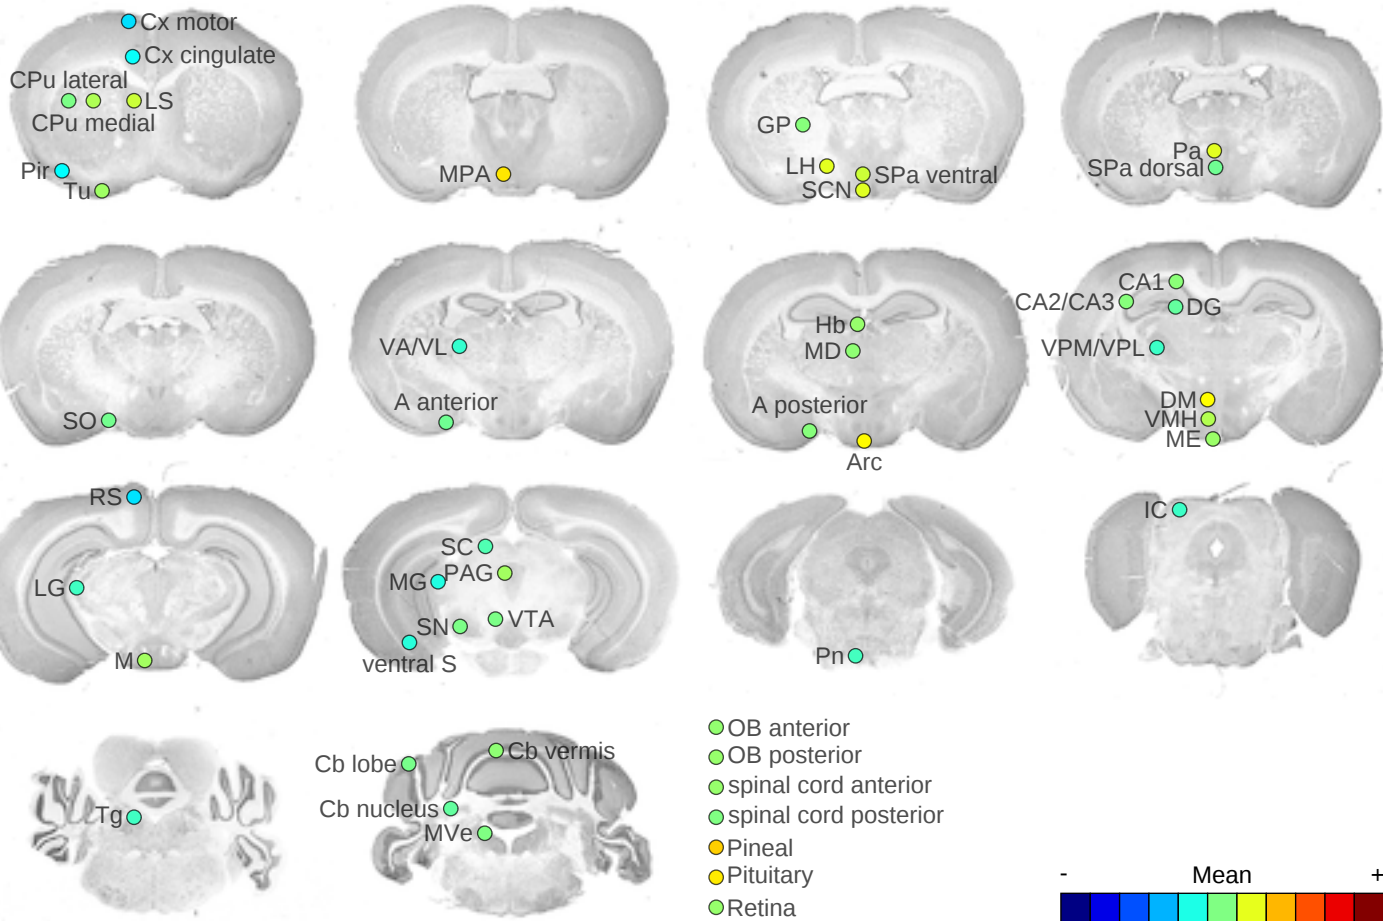 Cx motor
Cx cingulate
CPu lateral
LS
CPu medial
Pir
Tu
MPA
GP
LH
SPa ventral
SCN
Pa
SPa dorsal
SO
VA/VL
A anterior
Hb
MD
A posterior
Arc
CA1
CA2/CA3
DG
VPM/VPL
DM
VMH
ME
RS
LG
M
SC
MG
PAG
SN
VTA
ventral S
Pn
IC
Tg
Cb lobe
Cb vermis
Cb nucleus
MVe
OB anterior
OB posterior
spinal cord anterior
spinal cord posterior
Pineal
Pituitary
Retina
- Mean +